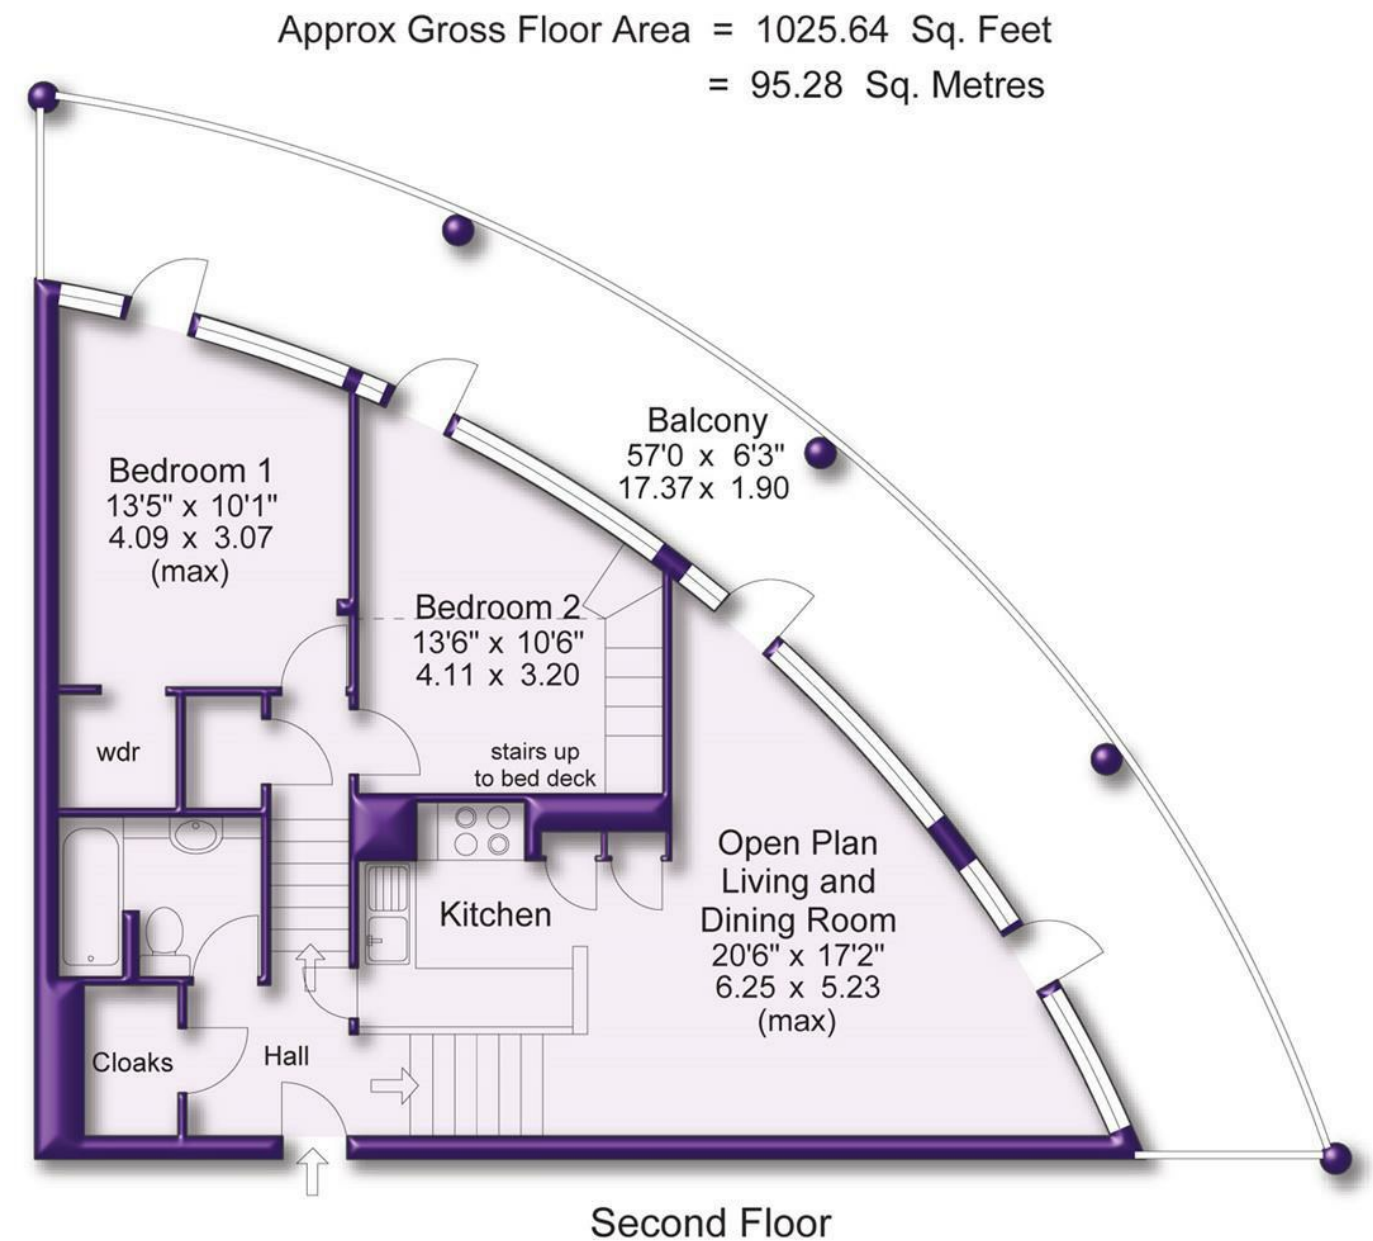 Approx Gross Floor Area = 1025.64 Sq. Feet
= 95.28 Sq. Metres
Balcony
57'0 x 6'3"
17.37 x 1.90
Bedroom 1
13'5" x 10'1"
4.09 x 3.07
(max)
Bedroom 2
13'6" x 10'6"
4.11 x 3.20
wdr
stairs up
to bed deck
Open Plan
Living and
Dining Room
20'6" x 17'2"
6.25 x 5.23
(max)
Kitchen
Cloaks
Hall
Second Floor